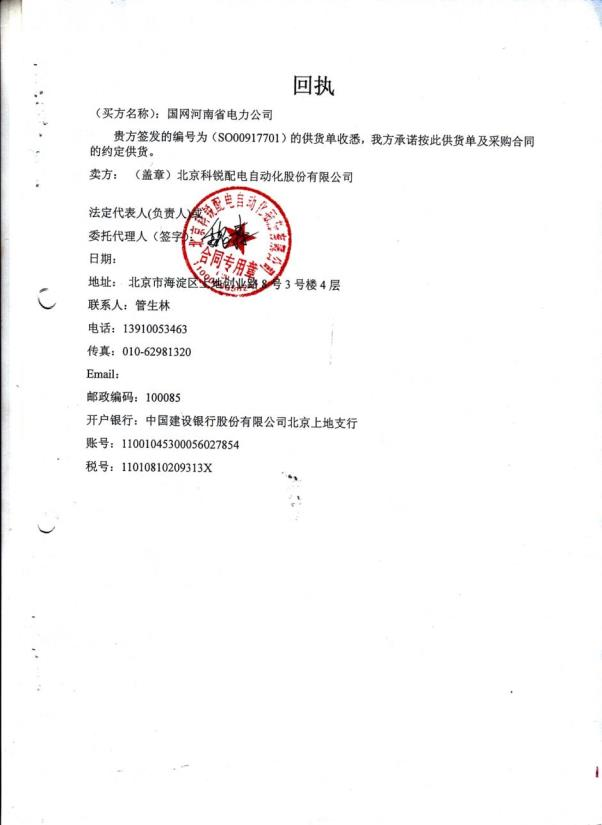 回执
（买方名称）：国网河南省电力公司
贵方签发的编号为（SO00917701）的供货单收悉，我方承诺按此供货单及采购合同
的约定供货。
卖方：（盖章）北京科锐配电自动化股份有限公司
法定代表人(负责人)或
委托代理人（签字）：
日期：
地址：北京市海淀区上地创业路 8 号 3 号楼 4 层
联系人：管生林
电话：13910053463
传真：010-62981320
Email：
邮政编码：100085
开户银行：中国建设银行股份有限公司北京上地支行
账号：11001045300056027854
税号：11010810209313X
北京科锐配电自动化股份有限公司
合同专用章